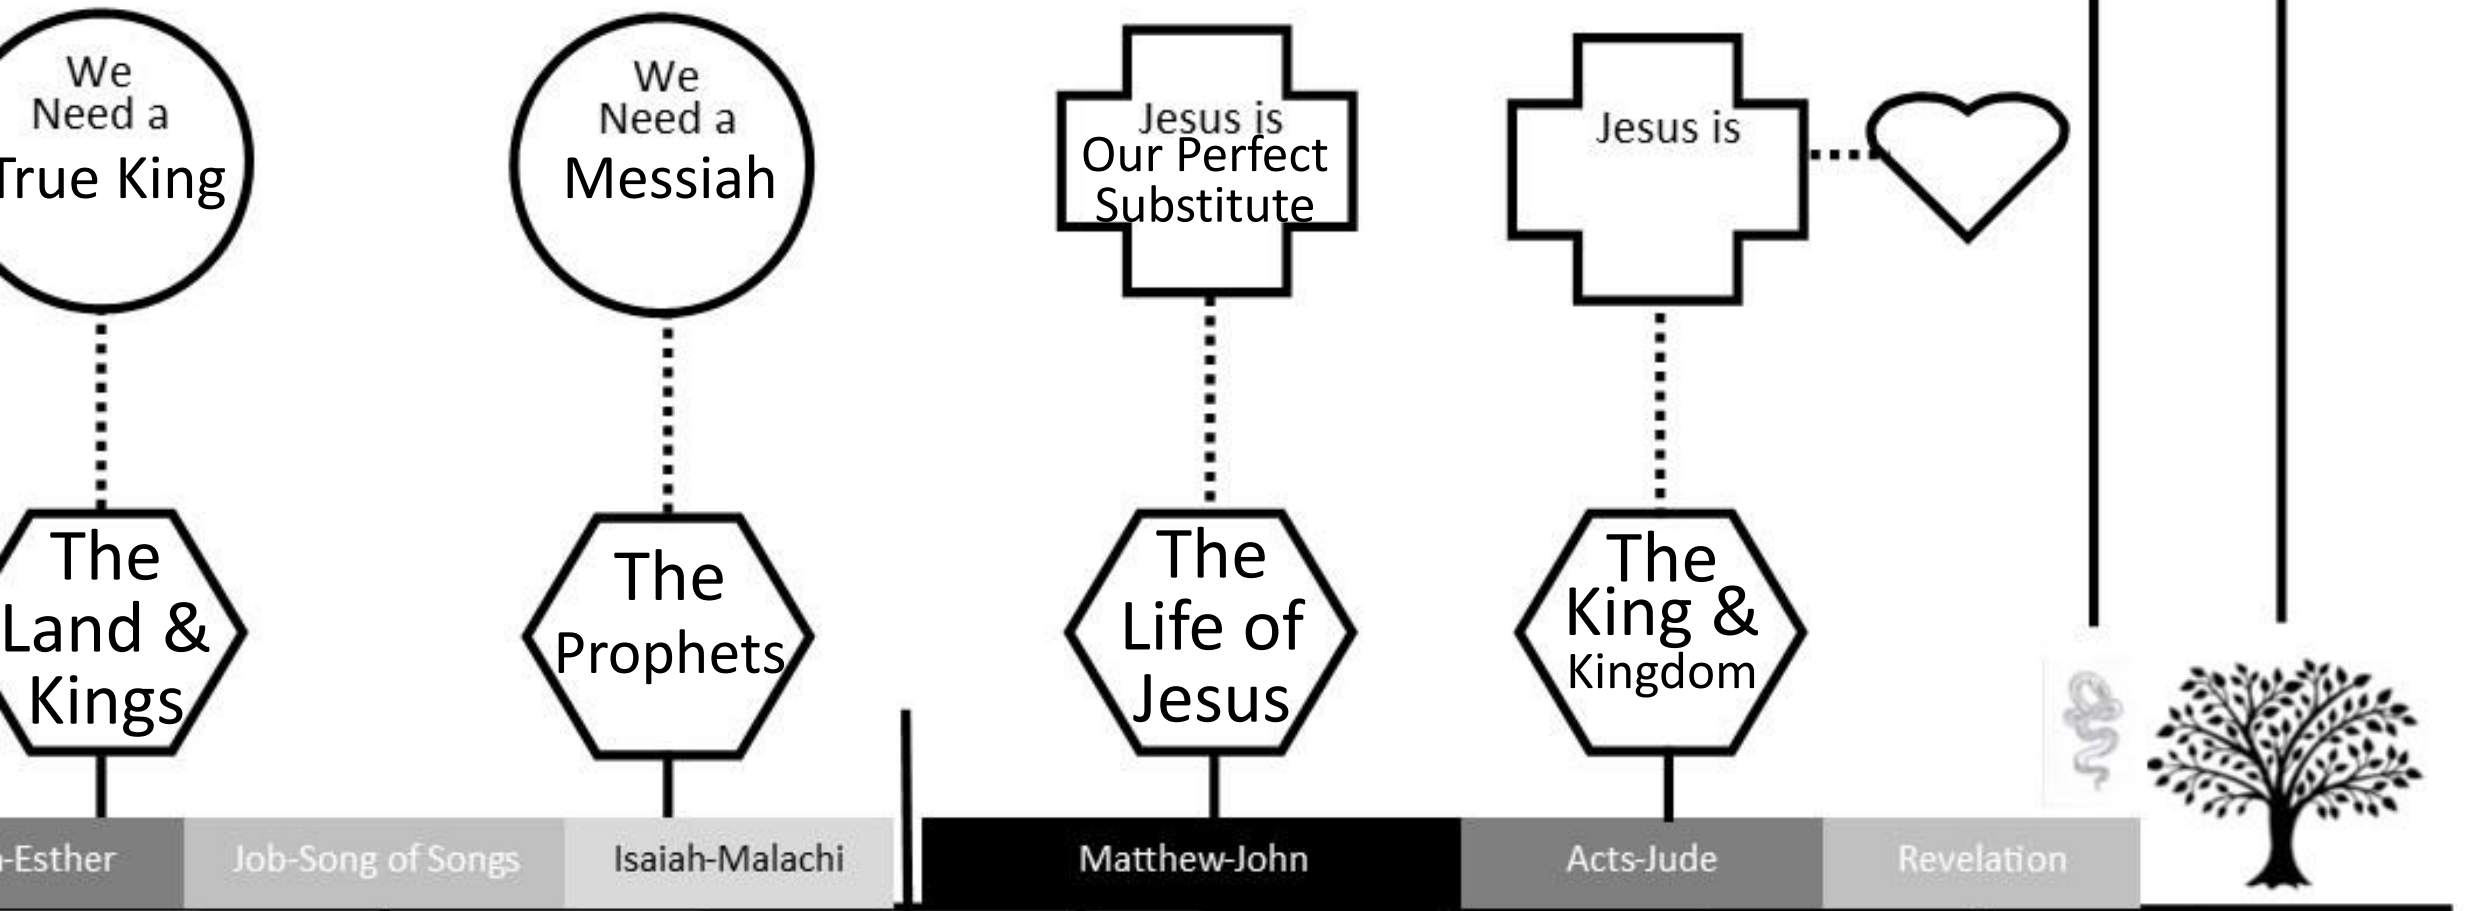 We
Need a
True King
We
Need a
Messiah
Jesus is
Our Perfect
Substitute
Jesus is
The
Land &
Kings
The
Prophets
The
Life of
Jesus
The
King &
Kingdom
-Esther
Job-Song of Songs
Isaiah-Malachi
Matthew-John
Acts-Jude
Revelation